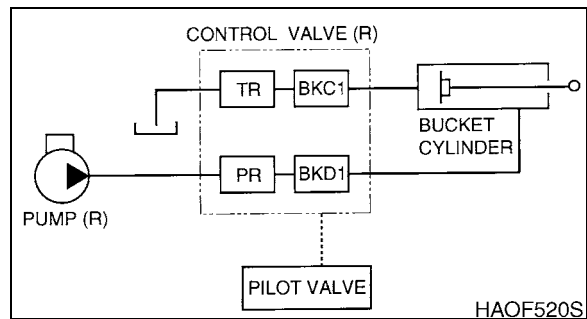 CONTROL VALVE (R)
TR
BKC1
BUCKET
CYLINDER
PR
BKD1
PUMP (R)
PILOT VALVE
HAOF520S